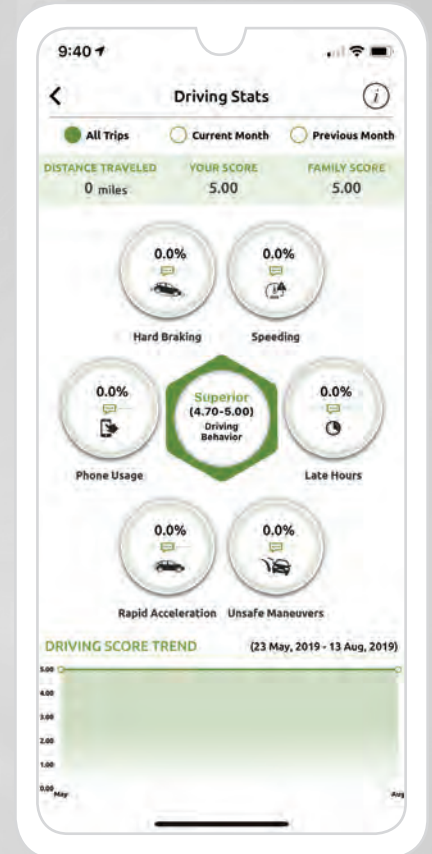 9:40
Driving Stats
i
All Trips Current Month Previous Month
DISTANCE TRAVELED YOUR SCORE FAMILY SCORE
0 miles 5.00 5.00
0.0% 0.0%
Hard Braking Speeding
0.0% Superior 0.0%
(4.70-5.00)
Driving
Behavior
Phone Usage Late Hours
0.0% 0.0%
Rapid Acceleration Unsafe Maneuvers
DRIVING SCORE TREND (23 May, 2019 - 13 Aug, 2019)
5.00
4.00
3.00
2.00
1.00
0.00
May Aug